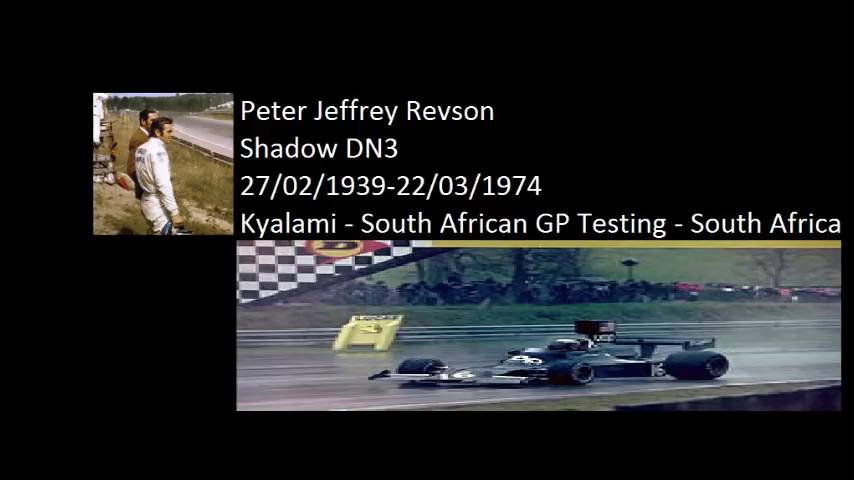 Peter Jeffrey Revson
Shadow DN3
27/02/1939-22/03/1974
Kyalami - South African GP Testing - South Africa